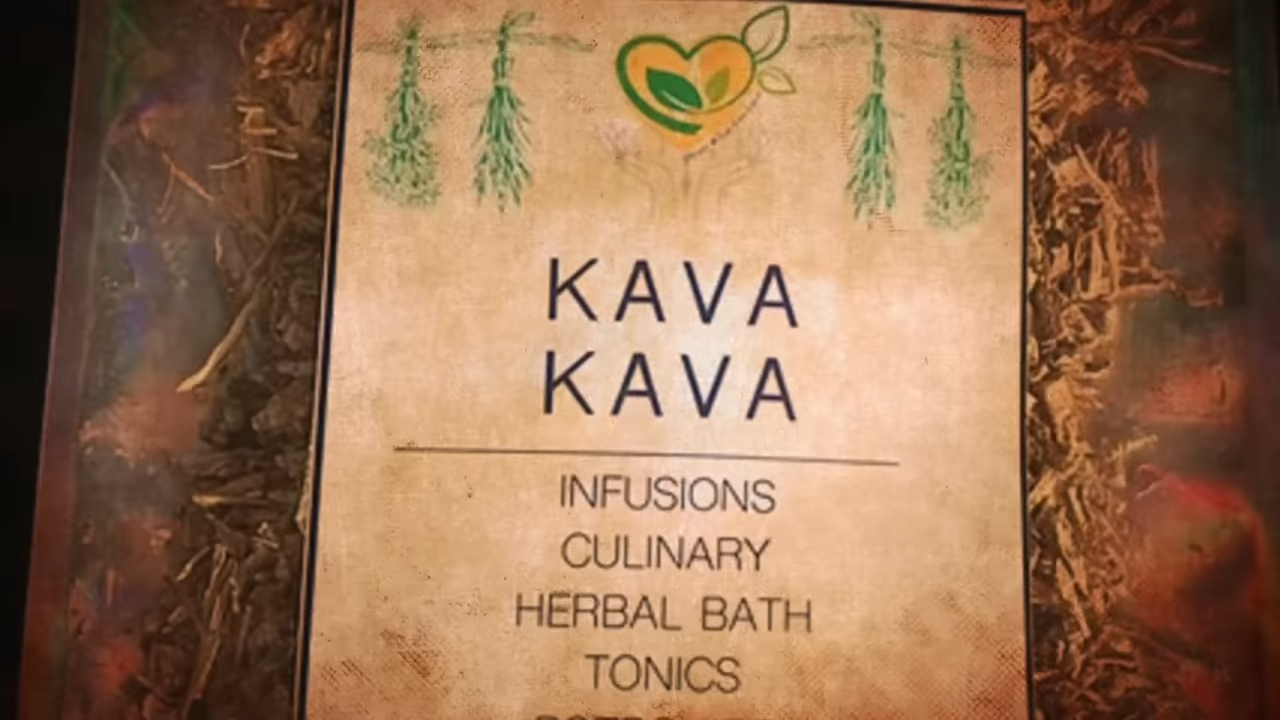 KAVA
KAVA
INFUSIONS
CULINARY
HERBAL BATH
TONICS